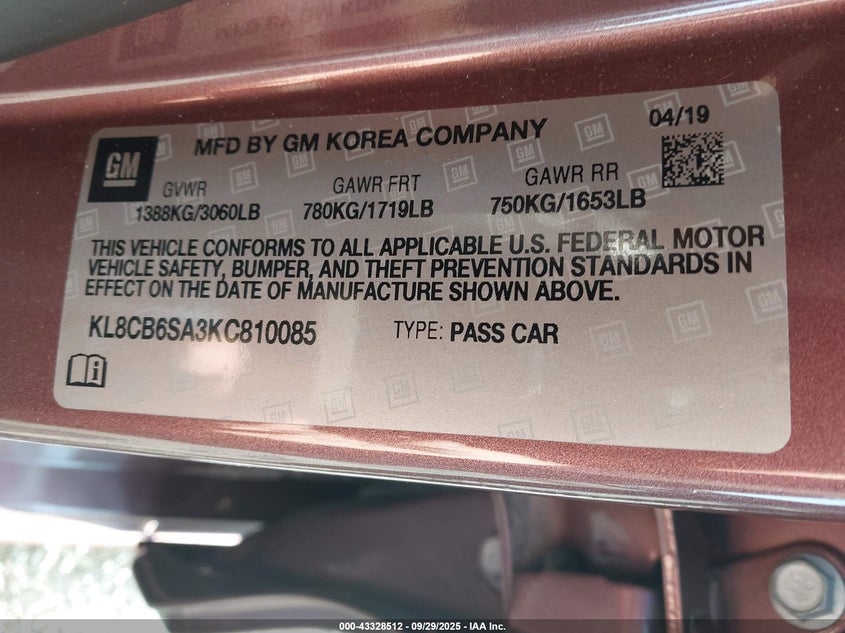 MFD BY GM KOREA COMPANY
04/19
GM
GVWR
GAWR FRT
GAWR RR
1388KG/3060LB
780KG/1719LB
750KG/1653LB
THIS VEHICLE CONFORMS TO ALL APPLICABLE U.S. FEDERAL MOTOR
VEHICLE SAFETY, BUMPER, AND THEFT PREVENTION STANDARDS IN
EFFECT ON THE DATE OF MANUFACTURE SHOWN ABOVE.
KL8CB6SA3KC810085
TYPE: PASS CAR
000-43328512 - 09/29/2025 - IAA Inc.